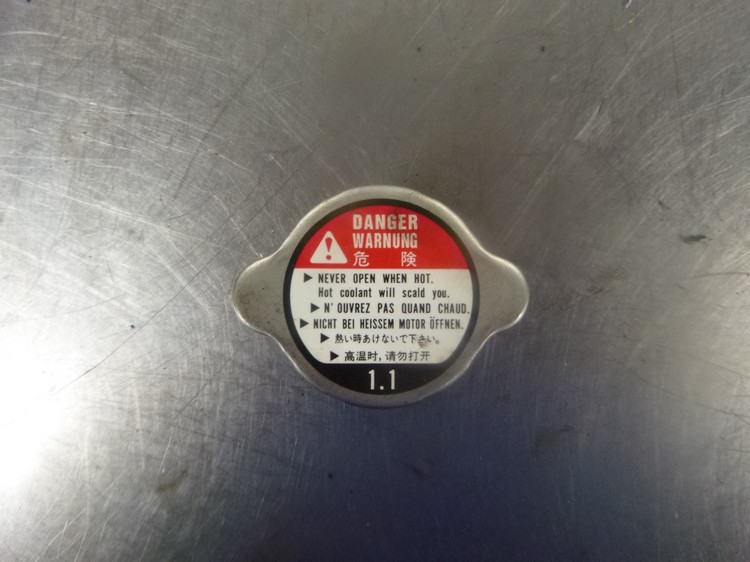 DANGER
WARNUNG
危 険
▶ NEVER OPEN WHEN HOT.
Hot coolant will scald you.
▶ N'OUVREZ PAS QUAND CHAUD.
▶ NICHT BEI HEISSEM MOTOR ÖFFNEN.
▶ 熱い時あけないで下さい。
▶ 高温时,请勿打开
1.1